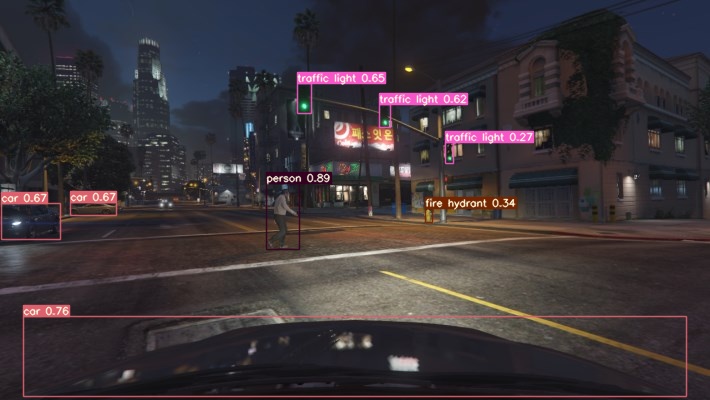 traffic light 0.65
traffic light 0.62
traffic light 0.27
person 0.89
car 0.67
car 0.67
fire hydrant 0.34
car 0.76